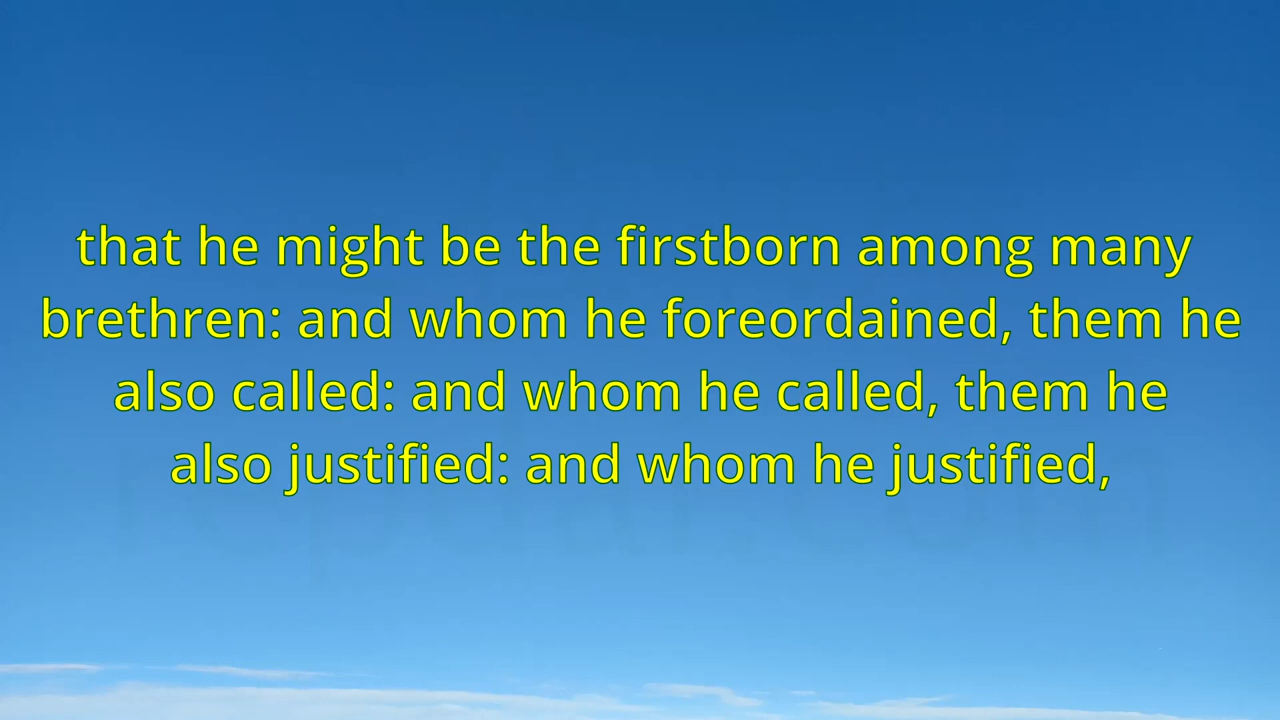 that he might be the firstborn among many
brethren: and whom he foreordained, them he
also called: and whom he called, them he
also justified: and whom he justified,